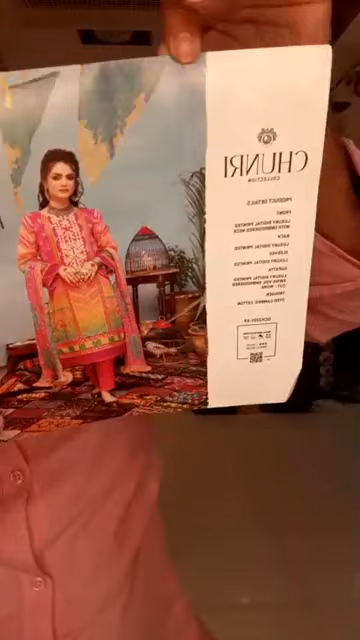 CHUNRI
COLLECTION
PRODUCT DETAILS
FRONT
LUXURY DIGITAL PRINTED
WITH EMBROIDERED NECK
BACK
LUXURY DIGITAL PRINTED
SLEEVES
LUXURY DIGITAL PRINTED
DUPATTA
LUXURY DIGITAL PRINTED
TROUSER
DYED CAMBRIC COTTON